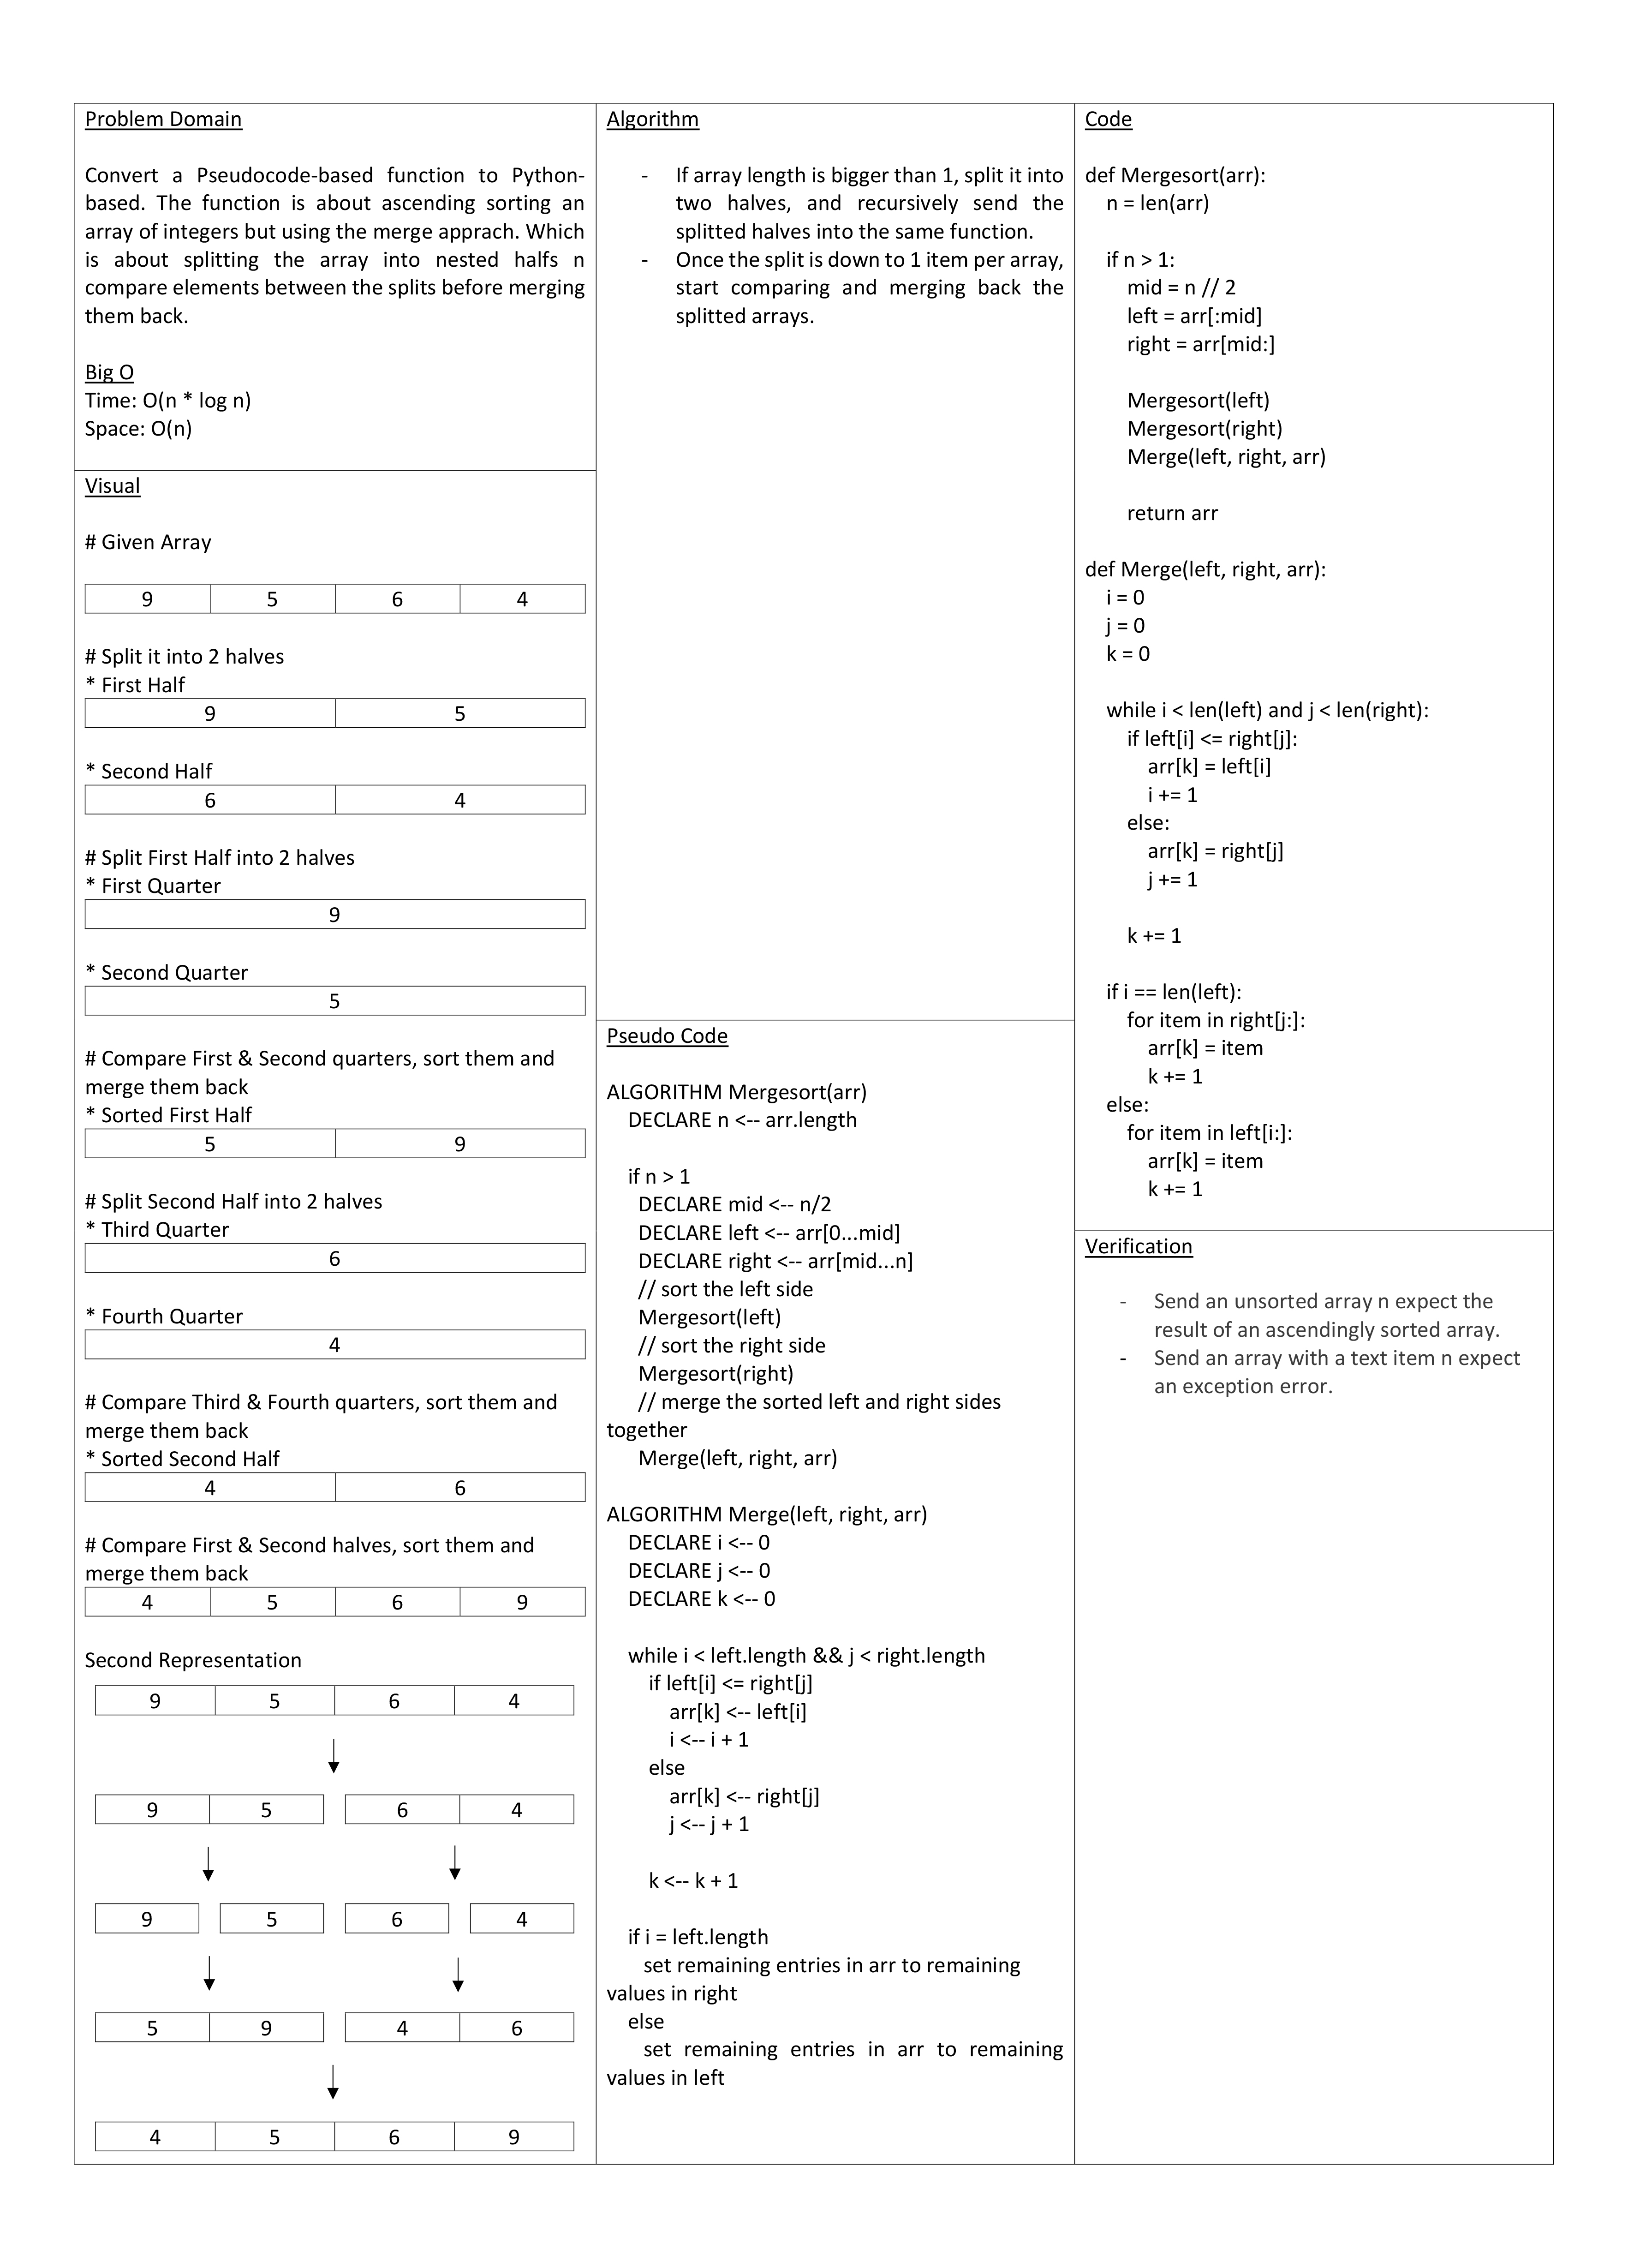 Problem Domain
Convert a Pseudocode-based function to Python-
based. The function is about ascending sorting an
array of integers but using the merge apprach. Which
is about splitting the array into nested halfs n
compare elements between the splits before merging
them back.
Big O
Time: O(n * log n)
Space: O(n)
Visual
# Given Array
9 5 6 4
# Split it into 2 halves
* First Half
9 5
* Second Half
6 4
# Split First Half into 2 halves
* First Quarter
9
* Second Quarter
5
# Compare First & Second quarters, sort them and
merge them back
* Sorted First Half
5 9
# Split Second Half into 2 halves
* Third Quarter
6
* Fourth Quarter
4
# Compare Third & Fourth quarters, sort them and
merge them back
* Sorted Second Half
4 6
# Compare First & Second halves, sort them and
merge them back
4 5 6 9
Second Representation
9 5 6 4
9 5 6 4
9 5 6 4
5 9 4 6
4 5 6 9
Algorithm
- If array length is bigger than 1, split it into
two halves, and recursively send the
splitted halves into the same function.
- Once the split is down to 1 item per array,
start comparing and merging back the
splitted arrays.
Pseudo Code
ALGORITHM Mergesort(arr)
DECLARE n <-- arr.length
if n > 1
DECLARE mid <-- n/2
DECLARE left <-- arr[0...mid]
DECLARE right <-- arr[mid...n]
// sort the left side
Mergesort(left)
// sort the right side
Mergesort(right)
// merge the sorted left and right sides
together
Merge(left, right, arr)
ALGORITHM Merge(left, right, arr)
DECLARE i <-- 0
DECLARE j <-- 0
DECLARE k <-- 0
while i < left.length && j < right.length
if left[i] <= right[j]
arr[k] <-- left[i]
i <-- i + 1
else
arr[k] <-- right[j]
j <-- j + 1
k <-- k + 1
if i = left.length
set remaining entries in arr to remaining
values in right
else
set remaining entries in arr to remaining
values in left
Code
def Mergesort(arr):
n = len(arr)
if n > 1:
mid = n // 2
left = arr[:mid]
right = arr[mid:]
Mergesort(left)
Mergesort(right)
Merge(left, right, arr)
return arr
def Merge(left, right, arr):
i = 0
j = 0
k = 0
while i < len(left) and j < len(right):
if left[i] <= right[j]:
arr[k] = left[i]
i += 1
else:
arr[k] = right[j]
j += 1
k += 1
if i == len(left):
for item in right[j:]:
arr[k] = item
k += 1
else:
for item in left[i:]:
arr[k] = item
k += 1
Verification
- Send an unsorted array n expect the
result of an ascendingly sorted array.
- Send an array with a text item n expect
an exception error.